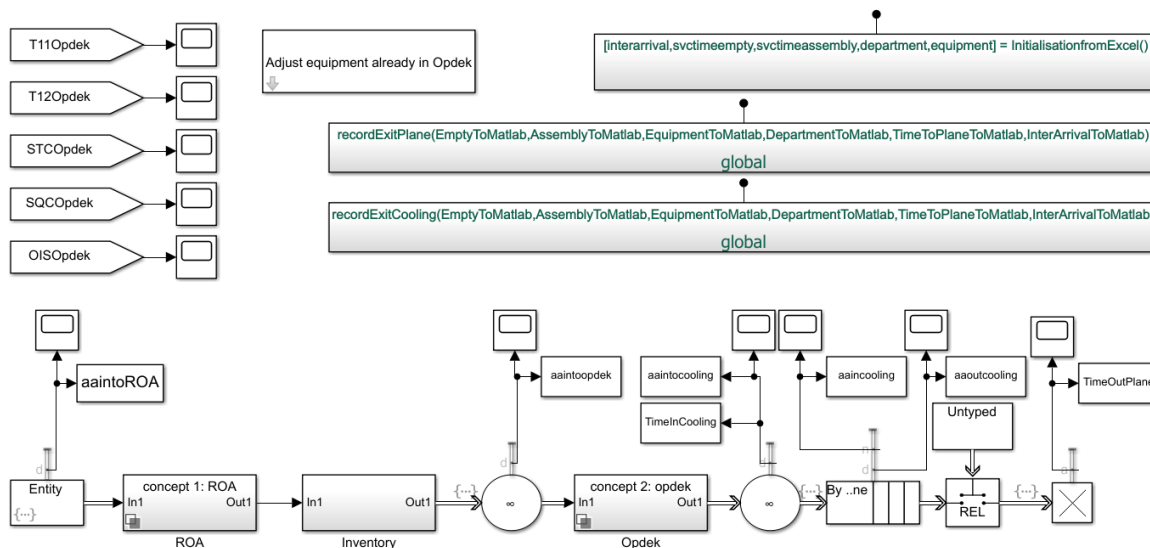 T11Opdek
T12Opdek
STCOpdek
SQCOpdek
OISOpdek
Adjust equipment already in Opdek
[interarrival,svctimeempty,svctimeassembly,department,equipment] = InitialisationfromExcel()
recordExitPlane(EmptyToMatlab,AssemblyToMatlab,EquipmentToMatlab,DepartmentToMatlab,TimeToPlaneToMatlab,InterArrivalToMatlab)
global
recordExitCooling(EmptyToMatlab,AssemblyToMatlab,EquipmentToMatlab,DepartmentToMatlab,TimeToPlaneToMatlab,InterArrivalToMatlab
global
aaintoROA
aaintoopdek
aaintocooling
TimeInCooling
aaincooling
aaoutcooling
TimeOutPlane
Untyped
d
d
d
n
d
a
Entity
{...}
concept 1: ROA
In1
Out1
ROA
In1
Out1
Inventory
{...}
∞
concept 2: opdek
In1
Out1
Opdek
∞
{...}
By ..ne
REL
{...}